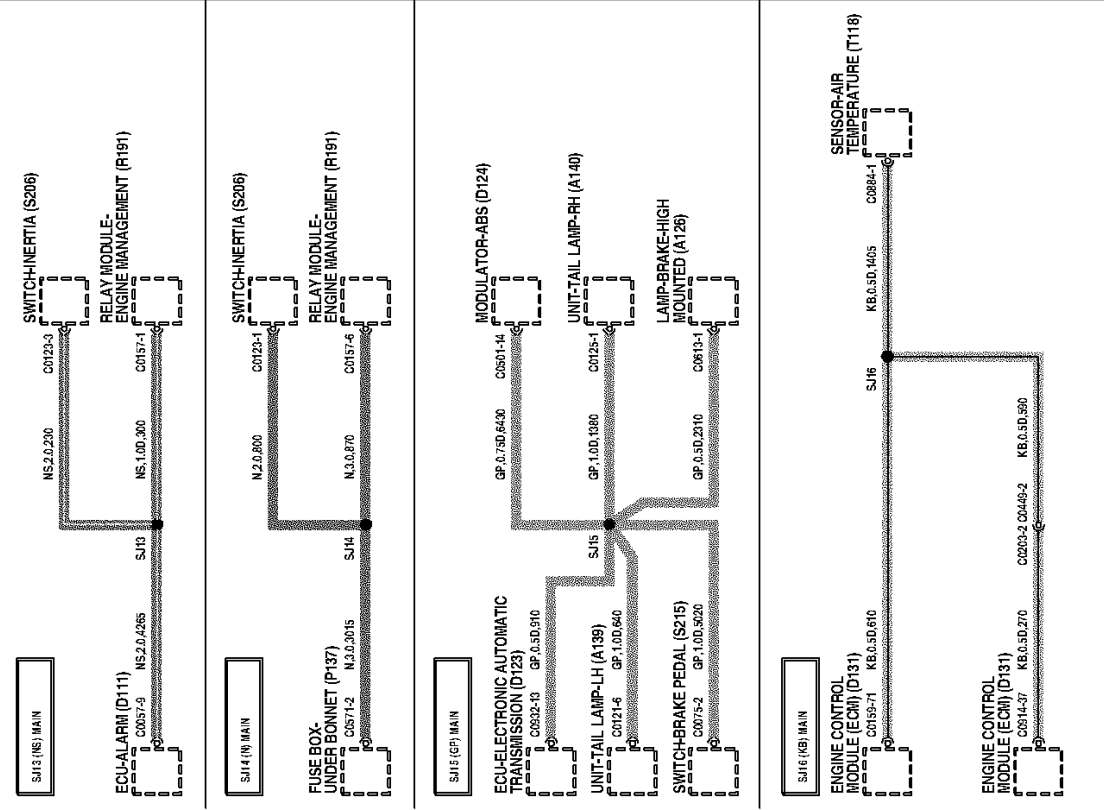 SJ13 (NS) MAIN
ECU-ALARM (D111)
C0057-9
NS,2.0,4265
SJ13
NS,2.0,230
C0123-3
SWITCH-INERTIA (S206)
NS,1.0D,300
C0157-1
RELAY MODULE-
ENGINE MANAGEMENT (R191)
SJ14 (N) MAIN
FUSE BOX-
UNDER BONNET (P137)
C0571-2
N,3.0,3015
SJ14
N,2.0,800
C0123-1
SWITCH-INERTIA (S206)
N,3.0,870
C0157-6
RELAY MODULE-
ENGINE MANAGEMENT (R191)
SJ15 (GP) MAIN
ECU-ELECTRONIC AUTOMATIC
TRANSMISSION (D123)
C0932-13
GP,0.5D,910
UNIT-TAIL LAMP-LH (A139)
C0121-6
GP,1.0D,640
SWITCH-BRAKE PEDAL (S215)
C0075-2
GP,1.0D,5020
SJ15
GP,0.75D,6430
C0501-14
MODULATOR-ABS (D124)
GP,1.0D,1380
C0125-1
UNIT-TAIL LAMP-RH (A140)
GP,0.5D,2310
C0613-1
LAMP-BRAKE-HIGH
MOUNTED (A126)
SJ16 (KB) MAIN
ENGINE CONTROL
MODULE (ECM) (D131)
C0159-71
KB,0.5D,610
SJ16
KB,0.5D,1405
C0884-1
SENSOR-AIR
TEMPERATURE (T118)
ENGINE CONTROL
MODULE (ECM) (D131)
C0914-37
KB,0.5D,270
C0203-2 C0449-2
KB,0.5D,590